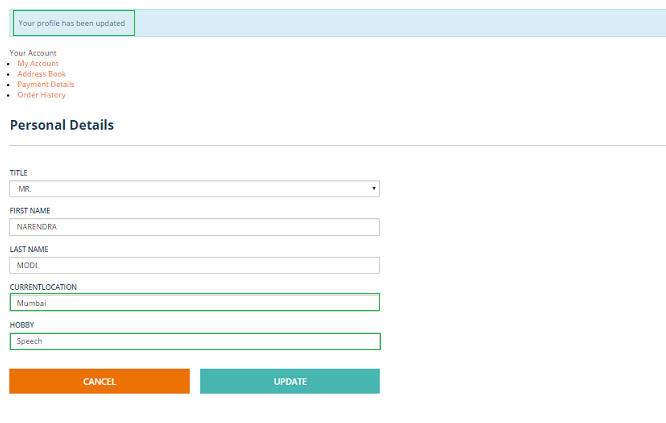 Your profile has been updated
Your Account
My Account
Address Book
Payment Details
Order History
Personal Details
TITLE
MR.
FIRST NAME
NARENDRA
LAST NAME
MODI
CURRENTLOCATION
Mumbai
HOBBY
Speech
CANCEL UPDATE